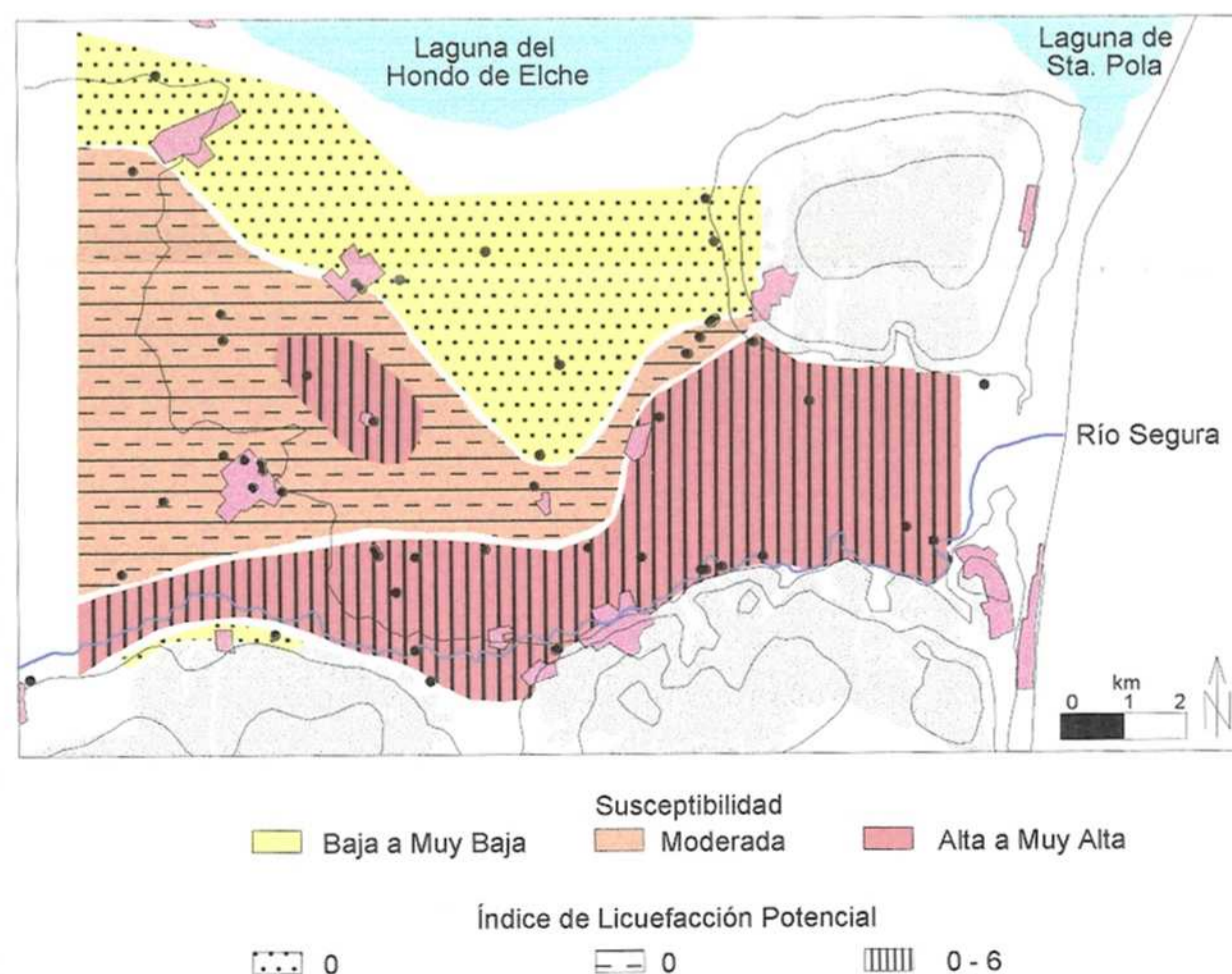 Laguna del
Hondo de Elche
Laguna de
Sta. Pola
Río Segura
km
0 1 2
N
Susceptibilidad
Baja a Muy Baja Moderada Alta a Muy Alta
Índice de Licuefacción Potencial
0 0 0 - 6